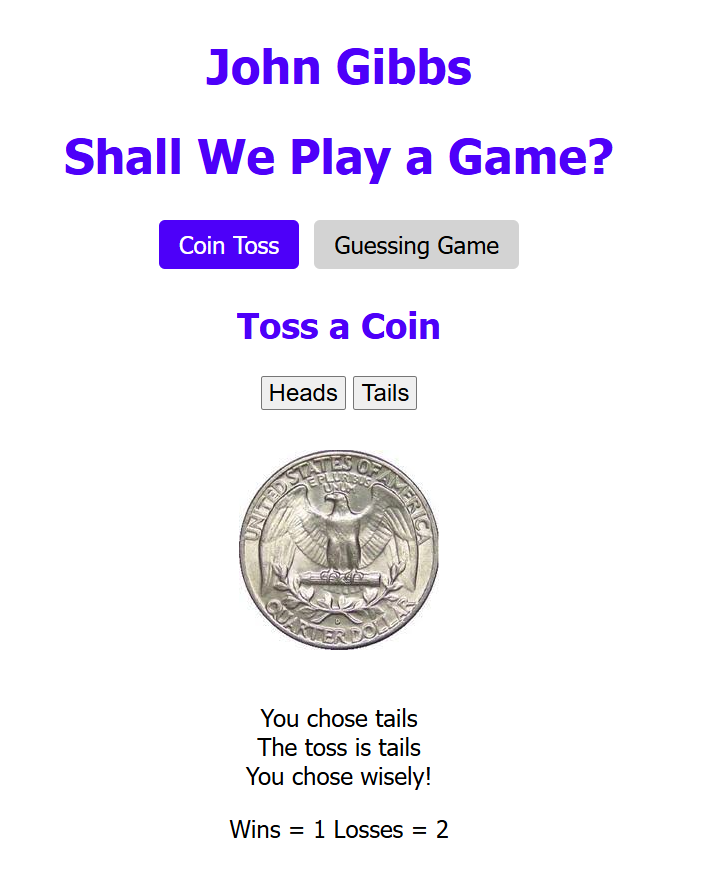 John Gibbs
Shall We Play a Game?
Coin Toss Guessing Game
Toss a Coin
Heads Tails
UNITED STATES OF AMERICA
E PLURIBUS
UNUM
D
QUARTER DOLLAR
You chose tails
The toss is tails
You chose wisely!
Wins = 1 Losses = 2